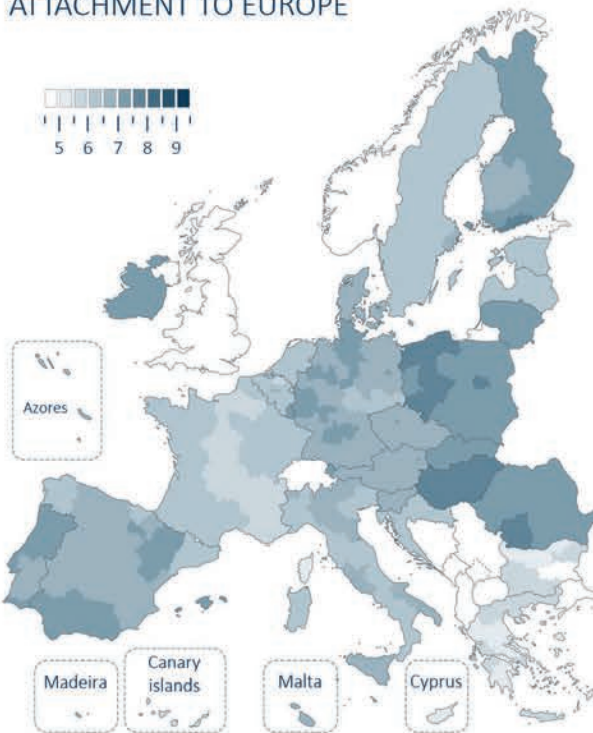 ATTACHMENT TO EUROPE
5 6 7 8 9
Azores
Madeira
Canary
islands
Malta
Cyprus